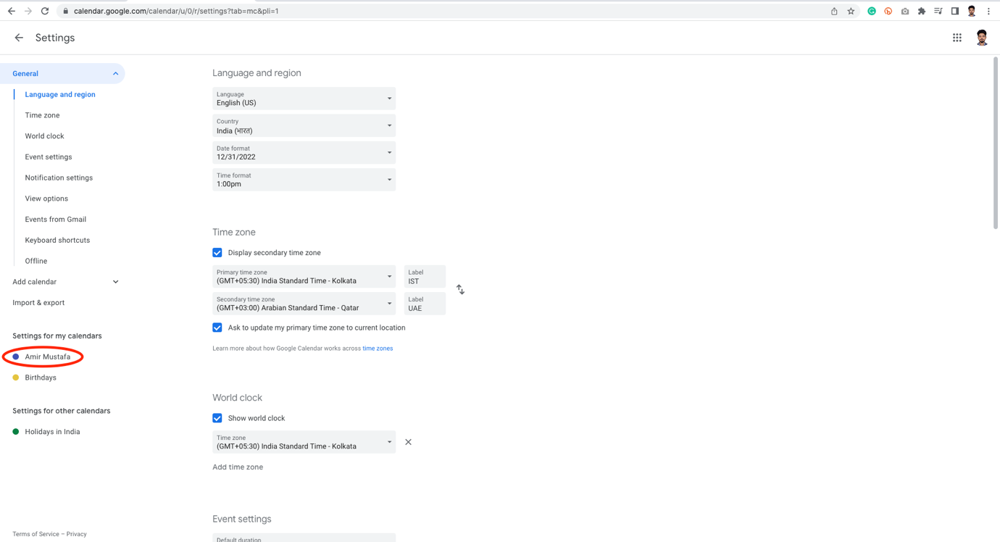 calendar.google.com/calendar/u/0/r/settings?tab=mc&pli=1
Settings
General
Language and region
Time zone
World clock
Event settings
Notification settings
View options
Events from Gmail
Keyboard shortcuts
Offline
Add calendar
Import & export
Settings for my calendars
Amir Mustafa
Birthdays
Settings for other calendars
Holidays in India
Terms of Service – Privacy
Language and region
Language
English (US)
Country
India (भारत)
Date format
12/31/2022
Time format
1:00pm
Time zone
Display secondary time zone
Primary time zone
(GMT+05:30) India Standard Time - Kolkata
Label
IST
Secondary time zone
(GMT+03:00) Arabian Standard Time - Qatar
Label
UAE
Ask to update my primary time zone to current location
Learn more about how Google Calendar works across time zones
World clock
Show world clock
Time zone
(GMT+05:30) India Standard Time - Kolkata
Add time zone
Event settings
Default duration